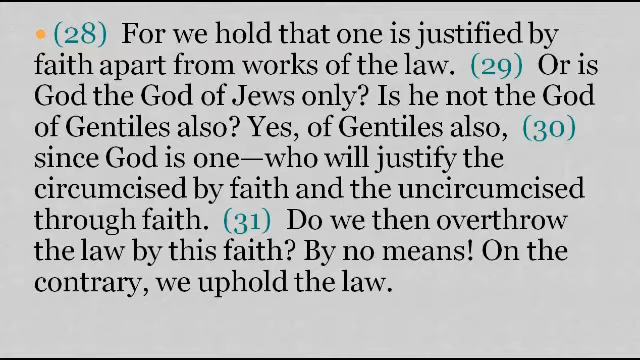 • (28) For we hold that one is justified by
faith apart from works of the law. (29) Or is
God the God of Jews only? Is he not the God
of Gentiles also? Yes, of Gentiles also, (30)
since God is one—who will justify the
circumcised by faith and the uncircumcised
through faith. (31) Do we then overthrow
the law by this faith? By no means! On the
contrary, we uphold the law.